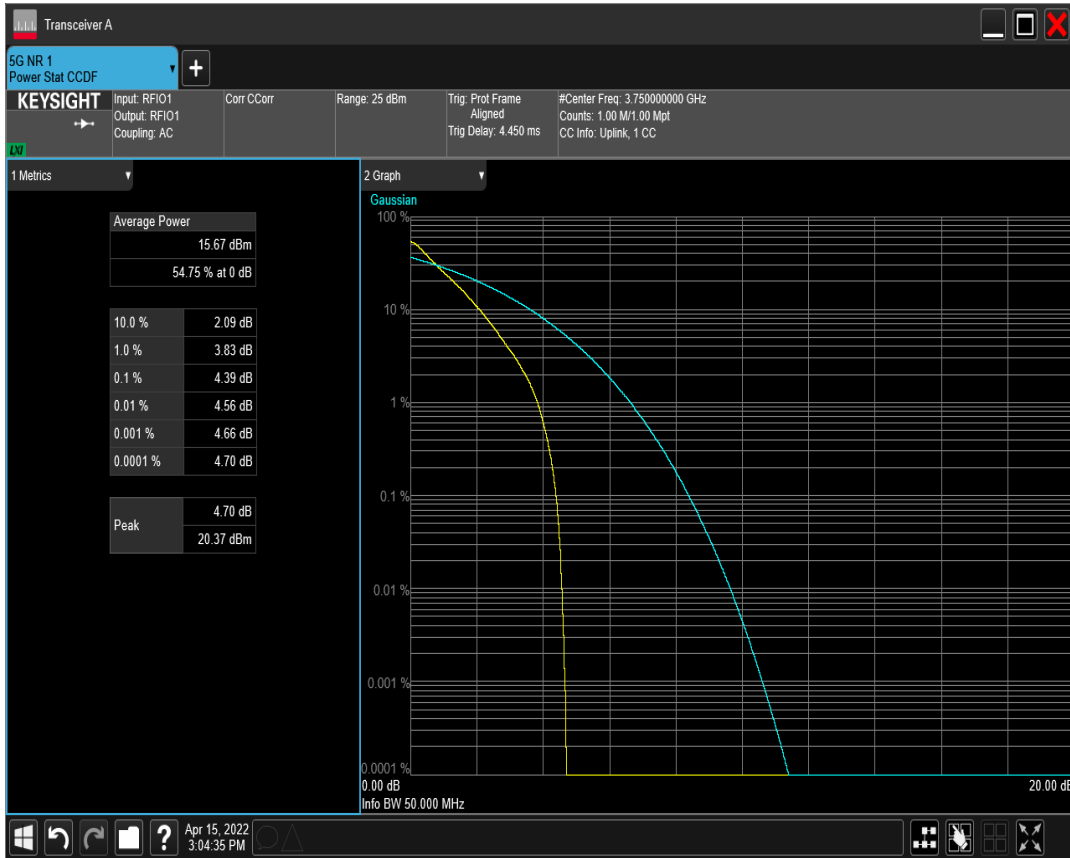 Transceiver A
5G NR 1
Power Stat CCDF
KEYSIGHT
LXI
Input: RFIO1
Output: RFIO1
Coupling: AC
Corr CCorr
Range: 25 dBm
Trig: Prot Frame
Aligned
Trig Delay: 4.450 ms
#Center Freq: 3.750000000 GHz
Counts: 1.00 M/1.00 Mpt
CC Info: Uplink, 1 CC
1 Metrics
Average Power
15.67 dBm
54.75 % at 0 dB
10.0 % 2.09 dB
1.0 % 3.83 dB
0.1 % 4.39 dB
0.01 % 4.56 dB
0.001 % 4.66 dB
0.0001 % 4.70 dB
Peak
4.70 dB
20.37 dBm
2 Graph
Gaussian
100 %
10 %
1 %
0.1 %
0.01 %
0.001 %
0.0001 %
0.00 dB 20.00 dB
Info BW 50.000 MHz
Apr 15, 2022
3:04:35 PM